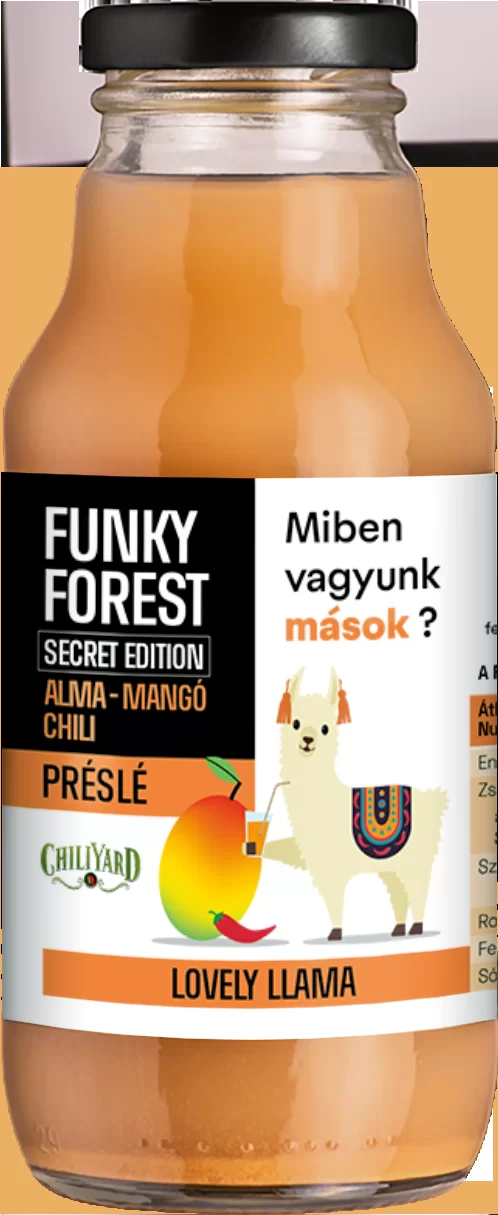 FUNKY
FOREST
SECRET EDITION
ALMA-MANGÓ
CHILI
PRÉSLÉ
CHILIYARD
Miben
vagyunk
mások ?
LOVELY LLAMA